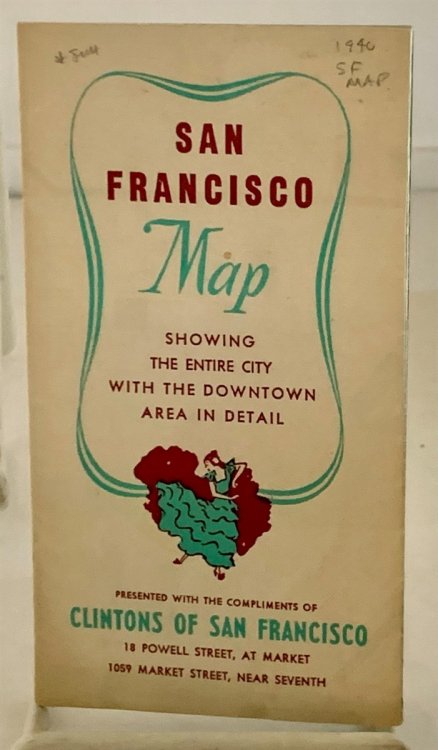 1940
SF
MAP
SAN
FRANCISCO
Map
SHOWING
THE ENTIRE CITY
WITH THE DOWNTOWN
AREA IN DETAIL
PRESENTED WITH THE COMPLIMENTS OF
CLINTONS OF SAN FRANCISCO
18 POWELL STREET, AT MARKET
1059 MARKET STREET, NEAR SEVENTH